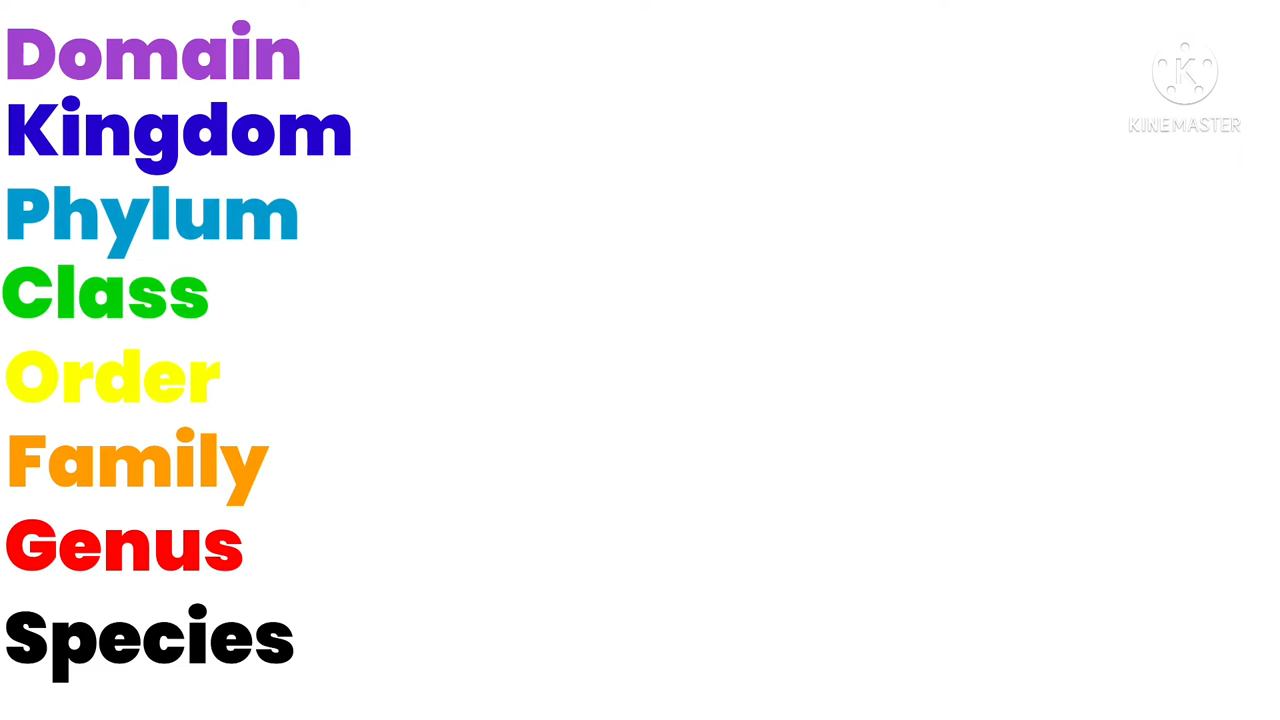 Domain
Kingdom
Phylum
Class
Order
Family
Genus
Species
K
KINEMASTER